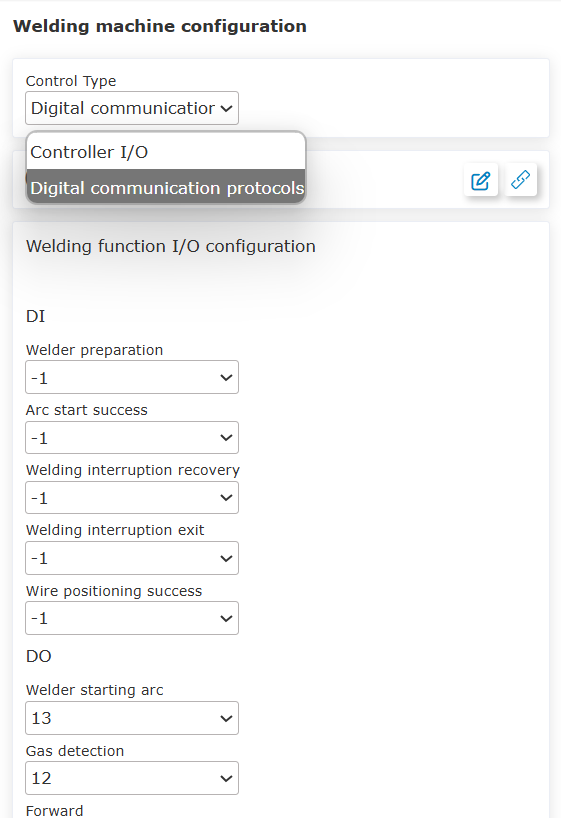 Welding machine configuration
Control Type
Digital communication
Controller I/O
Digital communication protocols
Welding function I/O configuration
DI
Welder preparation
-1
Arc start success
-1
Welding interruption recovery
-1
Welding interruption exit
-1
Wire positioning success
-1
DO
Welder starting arc
13
Gas detection
12
Forward